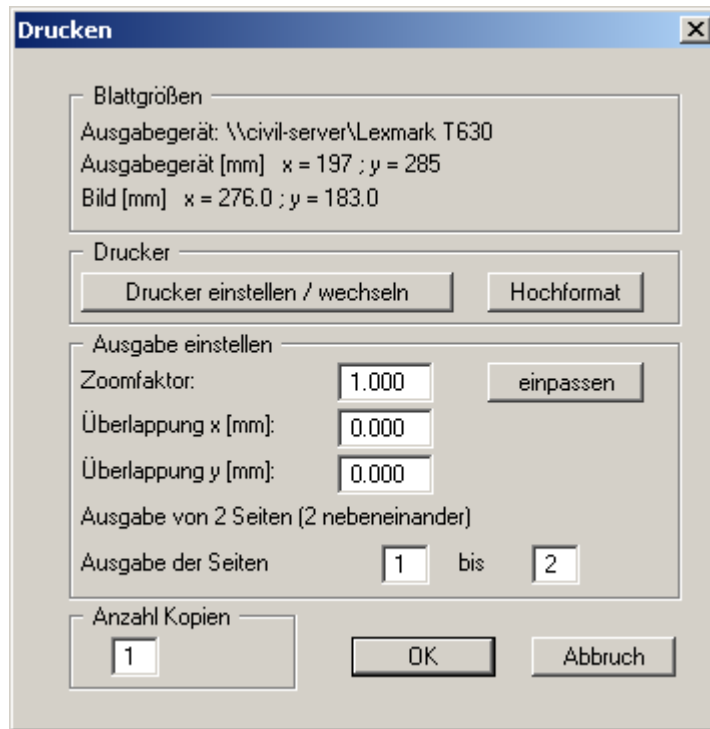 Drucken
Blattgrößen
Ausgabegerät: \\civil-server\Lexmark T630
Ausgabegerät [mm] x = 197 ; y = 285
Bild [mm] x = 276.0 ; y = 183.0
Drucker
Drucker einstellen / wechseln Hochformat
Ausgabe einstellen
Zoomfaktor: 1.000 einpassen
Überlappung x [mm]: 0.000
Überlappung y [mm]: 0.000
Ausgabe von 2 Seiten (2 nebeneinander)
Ausgabe der Seiten 1 bis 2
Anzahl Kopien
1 OK Abbruch